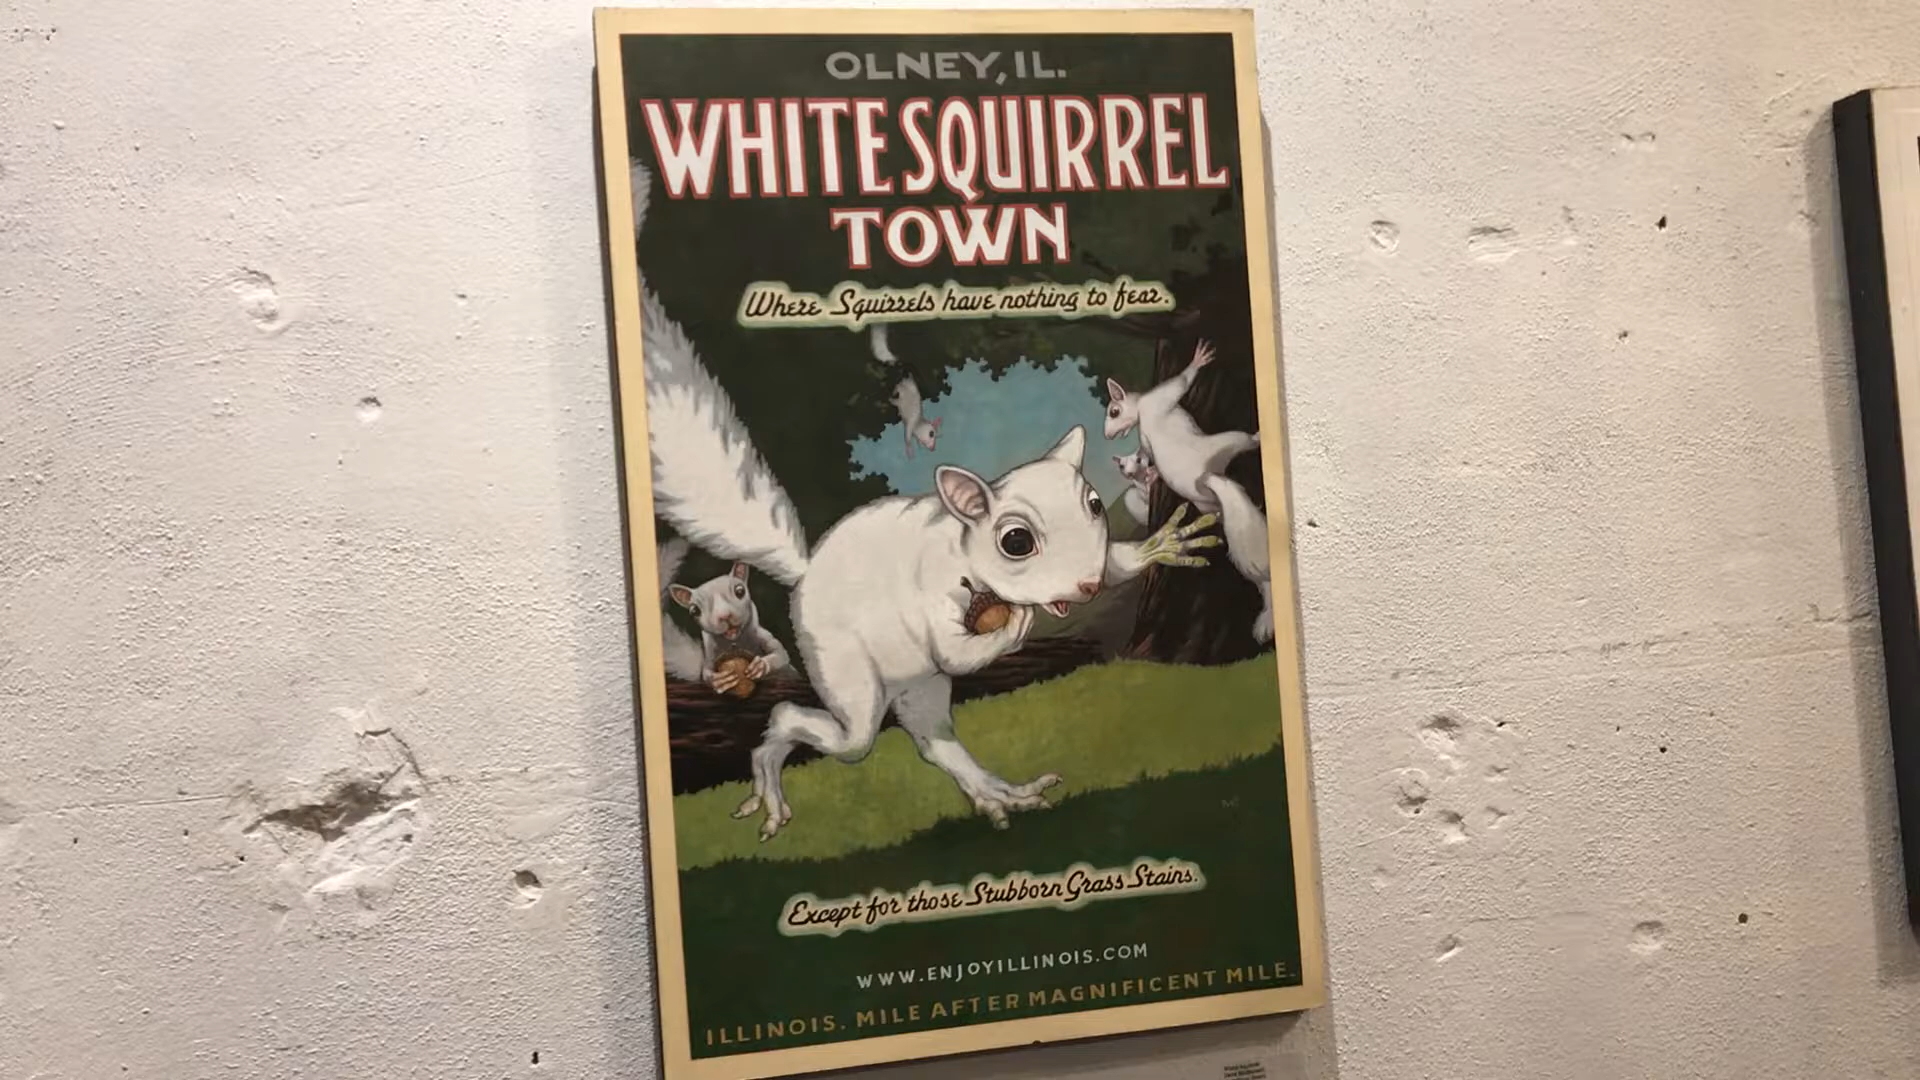 OLNEY, IL.
WHITE SQUIRREL
TOWN
Where Squirrels have nothing to fear.
Except for those Stubborn Grass Stains.
WWW.ENJOYILLINOIS.COM
ILLINOIS. MILE AFTER MAGNIFICENT MILE.